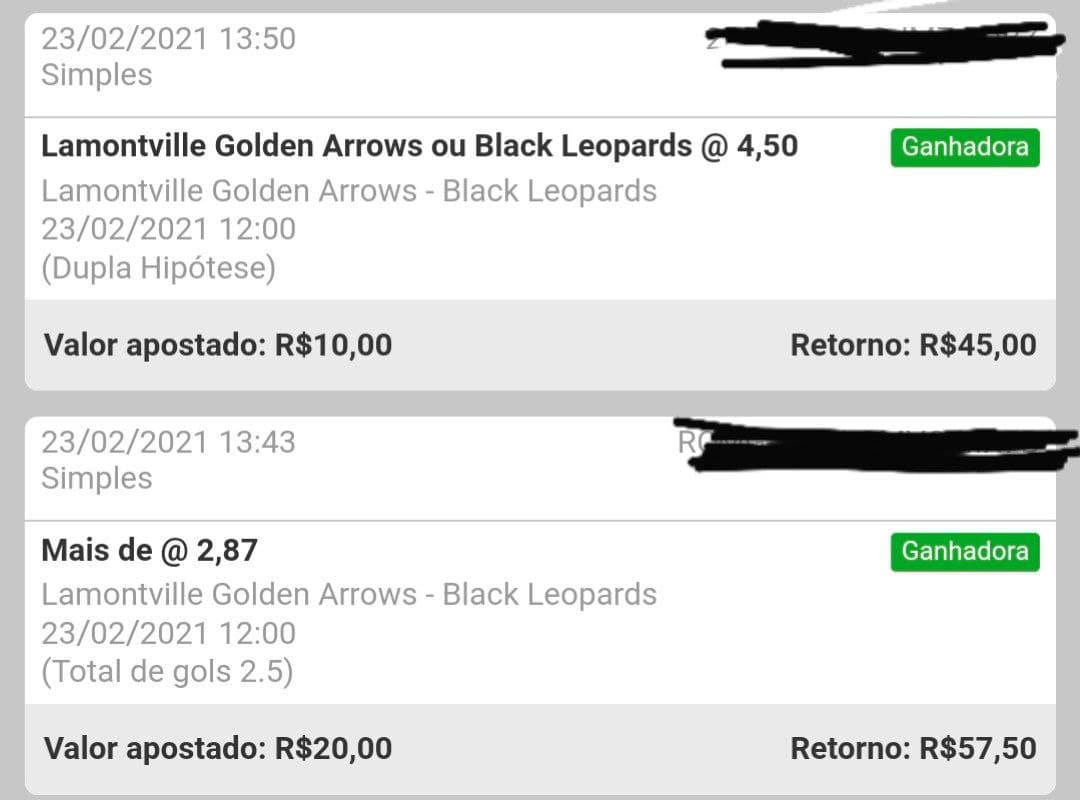 23/02/2021 13:50
Simples
Lamontville Golden Arrows ou Black Leopards @ 4,50
Ganhadora
Lamontville Golden Arrows - Black Leopards
23/02/2021 12:00
(Dupla Hipótese)
Valor apostado: R$10,00
Retorno: R$45,00
23/02/2021 13:43
Simples
Mais de @ 2,87
Ganhadora
Lamontville Golden Arrows - Black Leopards
23/02/2021 12:00
(Total de gols 2.5)
Valor apostado: R$20,00
Retorno: R$57,50